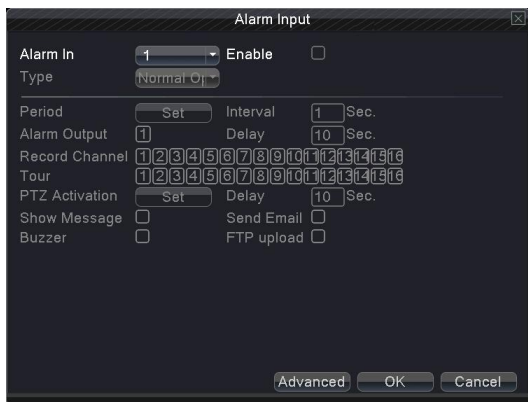 Alarm Input
Alarm In 1 Enable
Type Normal Op
Period Set Interval 1 Sec.
Alarm Output 1 Delay 10 Sec.
Record Channel 1 2 3 4 5 6 7 8 9 10 11 12 13 14 15 16
Tour 1 2 3 4 5 6 7 8 9 10 11 12 13 14 15 16
PTZ Activation Set Delay 10 Sec.
Show Message Send Email
Buzzer FTP upload
Advanced OK Cancel